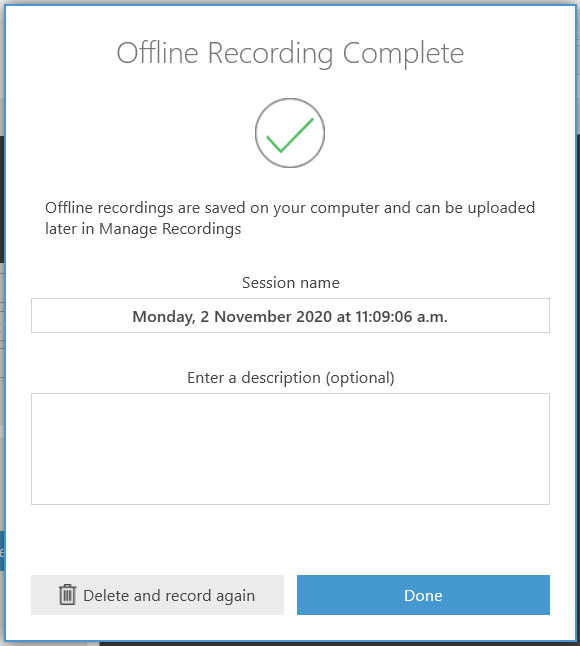 Offline Recording Complete
Offline recordings are saved on your computer and can be uploaded
later in Manage Recordings
Session name
Monday, 2 November 2020 at 11:09:06 a.m.
Enter a description (optional)
Delete and record again
Done